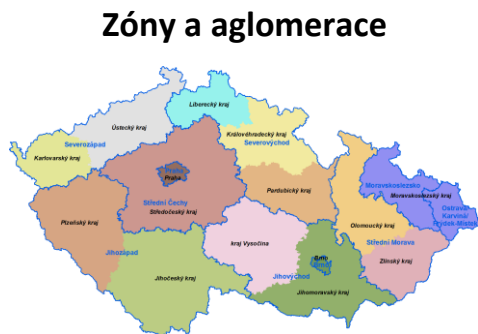 Zóny a aglomerace
Liberecký kraj
Ústecký kraj
Královéhradecký kraj
Severovýchod
Severozápad
Karlovarský kraj
Praha
Praha
Moravskoslezsko
Moravskoslezský kraj
Pardubický kraj
Střední Čechy
Středočeský kraj
Ostrava/
Karviná/
Frýdek-Místek
Plzeňský kraj
Olomoucký kraj
kraj Vysočina
Střední Morava
Jihozápad
Brno
Brno
Zlínský kraj
Jihovýchod
Jihočeský kraj
Jihomoravský kraj